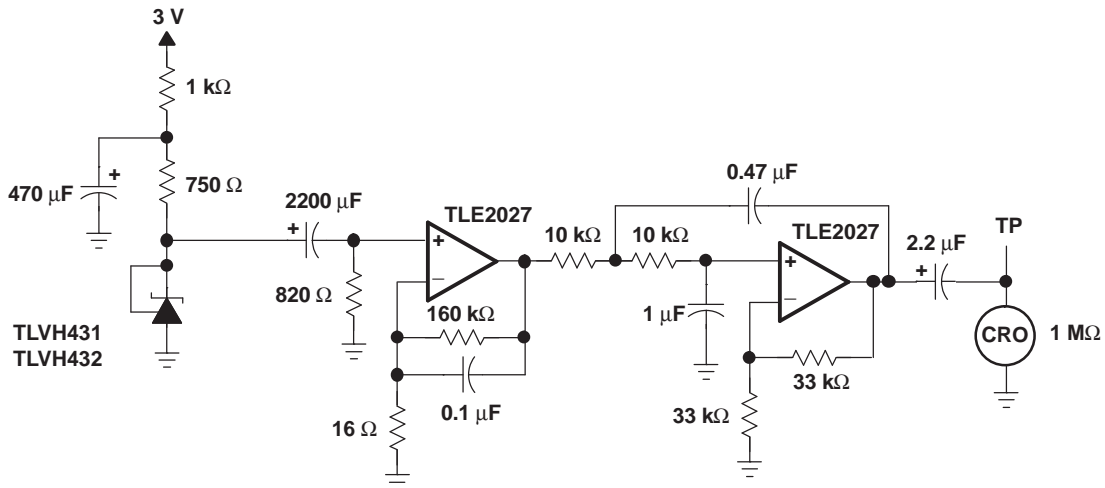 3 V
1 kΩ
470 μF
+
750 Ω
2200 μF
+
820 Ω
TLVH431
TLVH432
TLE2027
+
−
160 kΩ
0.1 μF
16 Ω
10 kΩ
10 kΩ
0.47 μF
1 μF
TLE2027
+
−
33 kΩ
33 kΩ
2.2 μF
+
TP
CRO
1 MΩ